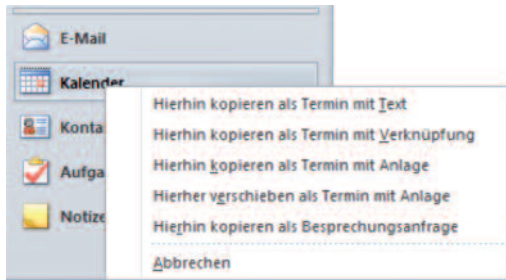 E-Mail
Kalender
Hierhin kopieren als Termin mit Text
Hierhin kopieren als Termin mit Verknüpfung
Konta
Hierhin kopieren als Termin mit Anlage
Aufga
Hierher verschieben als Termin mit Anlage
Hierhin kopieren als Besprechungsanfrage
Notize
Abbrechen